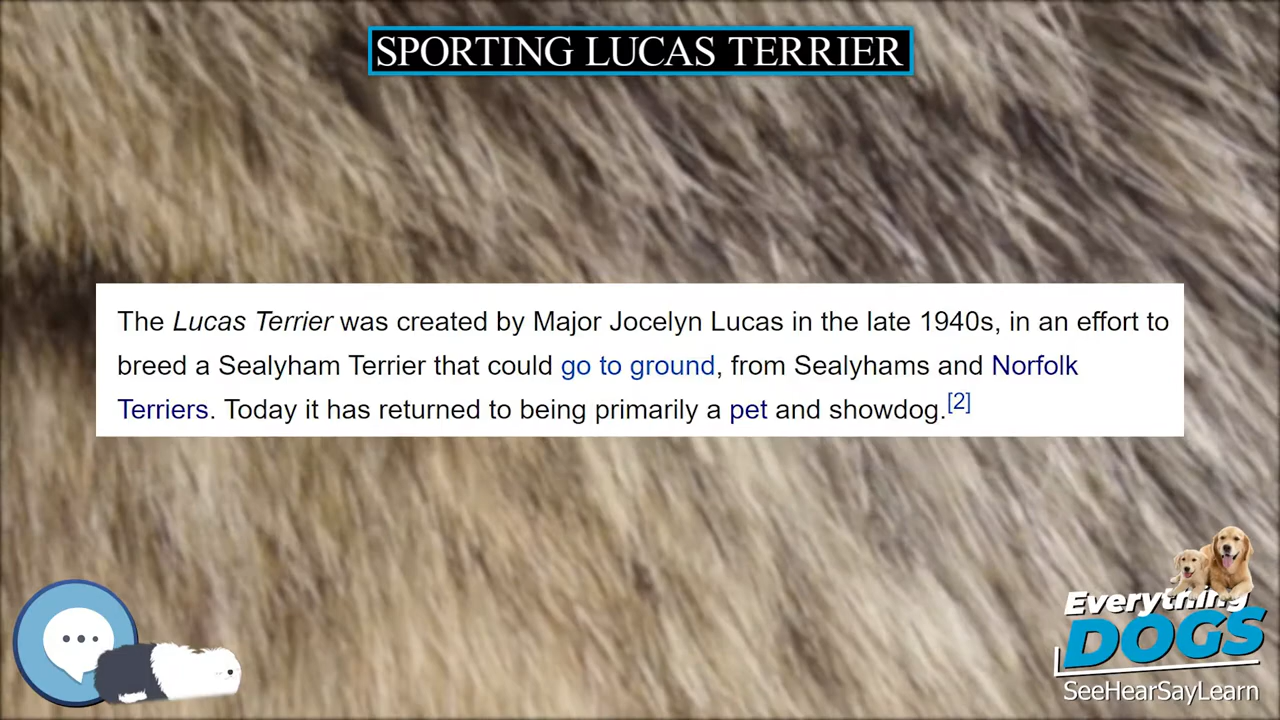 SPORTING LUCAS TERRIER
The Lucas Terrier was created by Major Jocelyn Lucas in the late 1940s, in an effort to
breed a Sealyham Terrier that could go to ground, from Sealyhams and Norfolk
Terriers. Today it has returned to being primarily a pet and showdog.[2]
Everything
DOGS
SeeHearSayLearn